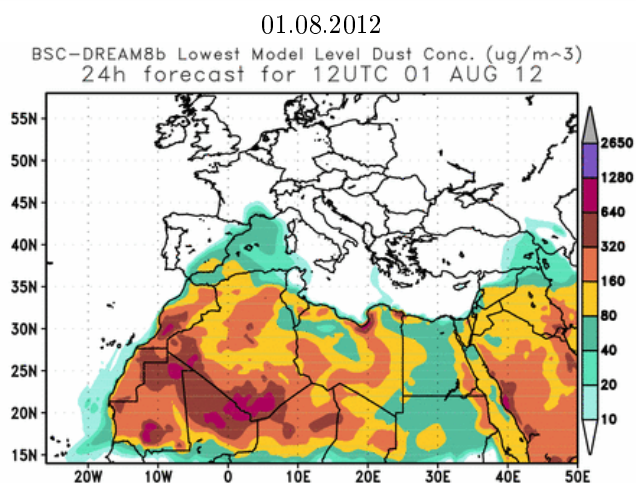 01.08.2012
BSC-DREAM8b Lowest Model Level Dust Conc. (ug/m^3)
24h forecast for 12UTC 01 AUG 12
55N
50N
45N
40N
35N
30N
25N
20N
15N
2650
1280
640
320
160
80
40
20
10
20W
10W
0
10E
20E
30E
40E
50E